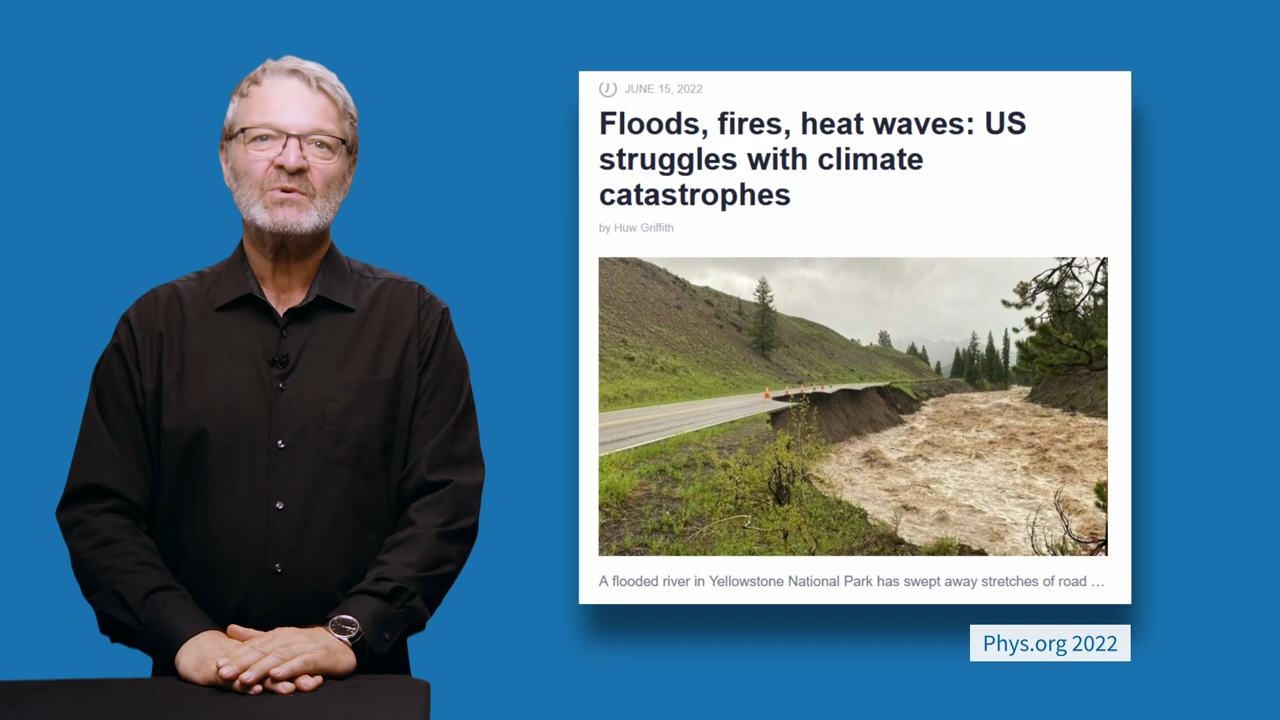 JUNE 15, 2022
Floods, fires, heat waves: US
struggles with climate
catastrophes
by Huw Griffith
A flooded river in Yellowstone National Park has swept away stretches of road …
Phys.org 2022